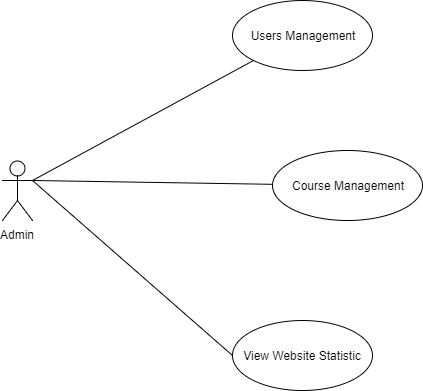 Users Management
Course Management
Admin
View Website Statistic